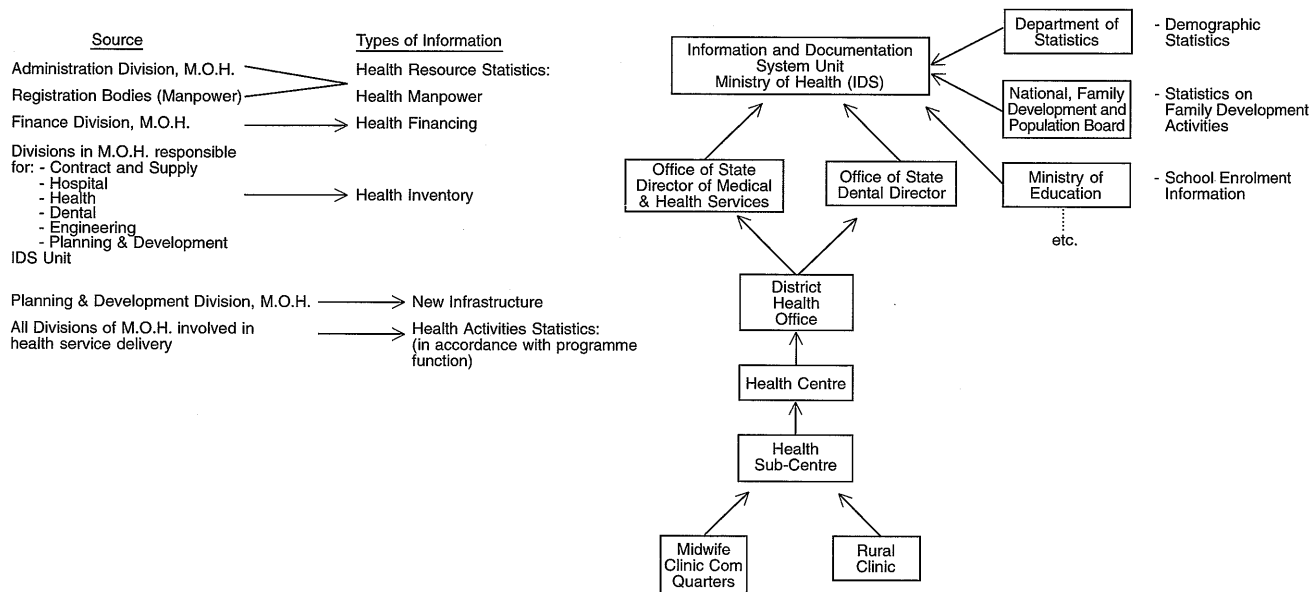 Source
Types of Information
Administration Division, M.O.H.
Health Resource Statistics:
Registration Bodies (Manpower)
Health Manpower
Finance Division, M.O.H.
Health Financing
Divisions in M.O.H. responsible
for: - Contract and Supply
- Hospital
- Health
- Dental
- Engineering
- Planning & Development
IDS Unit
Health Inventory
Planning & Development Division, M.O.H.
New Infrastructure
All Divisions of M.O.H. involved in
health service delivery
Health Activities Statistics:
(in accordance with programme
function)
Information and Documentation
System Unit
Ministry of Health (IDS)
Department of
Statistics
- Demographic
Statistics
National, Family
Development and
Population Board
- Statistics on
Family Development
Activities
Office of State
Director of Medical
& Health Services
Office of State
Dental Director
Ministry of
Education
- School Enrolment
Information
etc.
District
Health
Office
Health Centre
Health
Sub-Centre
Midwife
Clinic Com
Quarters
Rural
Clinic